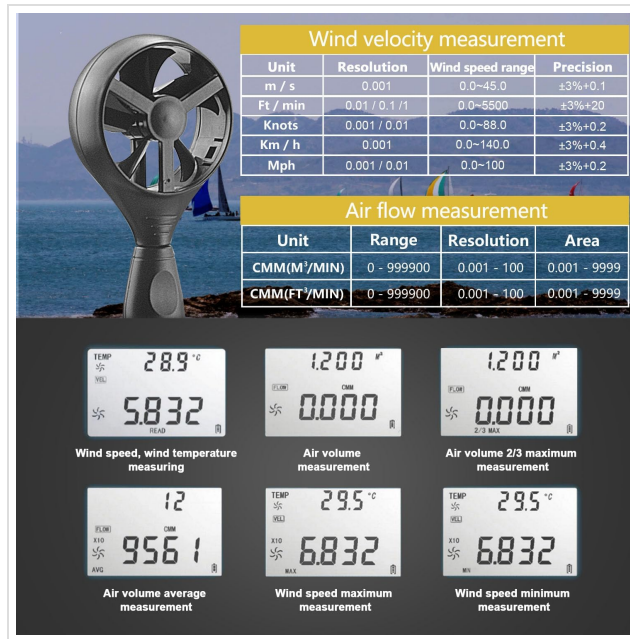 Wind velocity measurement
Unit Resolution Wind speed range Precision
m / s 0.001 0.0~45.0 ±3%+0.1
Ft / min 0.01 / 0.1 /1 0.0~5500 ±3%+20
Knots 0.001 / 0.01 0.0~88.0 ±3%+0.2
Km / h 0.001 0.0~140.0 ±3%+0.4
Mph 0.001 / 0.01 0.0~100 ±3%+0.2
Air flow measurement
Unit Range Resolution Area
CMM(M³/MIN) 0 - 999900 0.001 - 100 0.001 - 9999
CMM(FT³/MIN) 0 - 999900 0.001 - 100 0.001 - 9999
TEMP 28.9 °C
VEL
5.832
READ
Wind speed, wind temperature
measuring
1.200 M²
FLOW CMM
0.000
Air volume
measurement
1.200 M²
FLOW CMM
0.000
2/3 MAX
Air volume 2/3 maximum
measurement
12
FLOW CMM
X10
9561
AVG
Air volume average
measurement
TEMP 29.5 °C
VEL
X10
6.832
MAX
Wind speed maximum
measurement
TEMP 29.5 °C
VEL
X10
6.832
MIN
Wind speed minimum
measurement